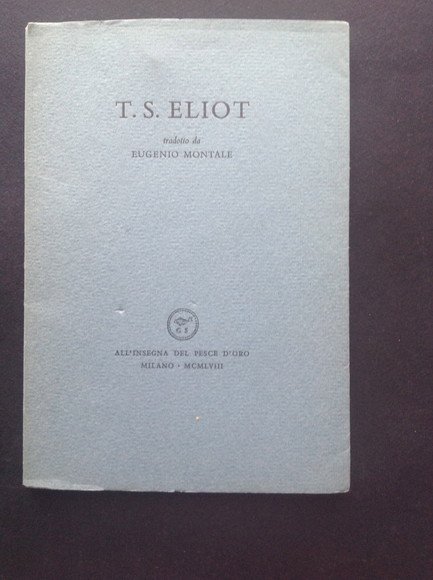 T. S. ELIOT
tradotto da
EUGENIO MONTALE
G S
ALL'INSEGNA DEL PESCE D'ORO
MILANO · MCMLVIII